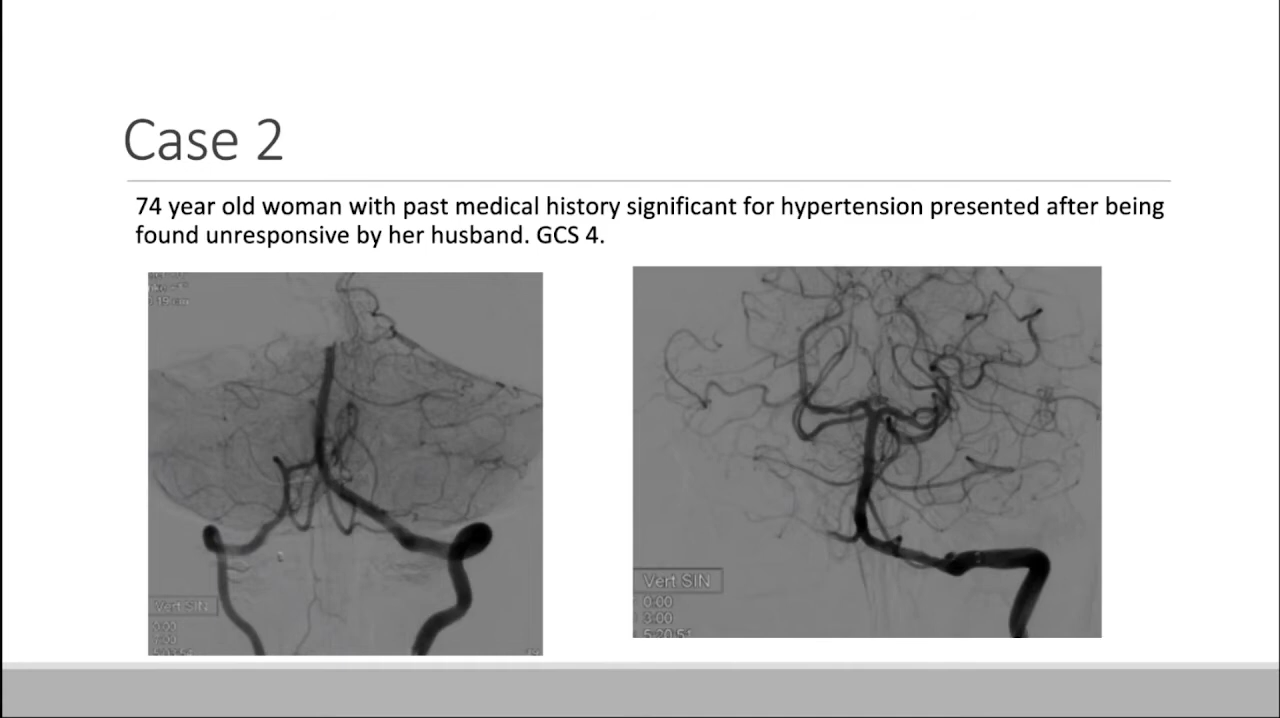 Case 2
74 year old woman with past medical history significant for hypertension presented after being
found unresponsive by her husband. GCS 4.
Vert SIN
Vert SIN
0:00
3:00